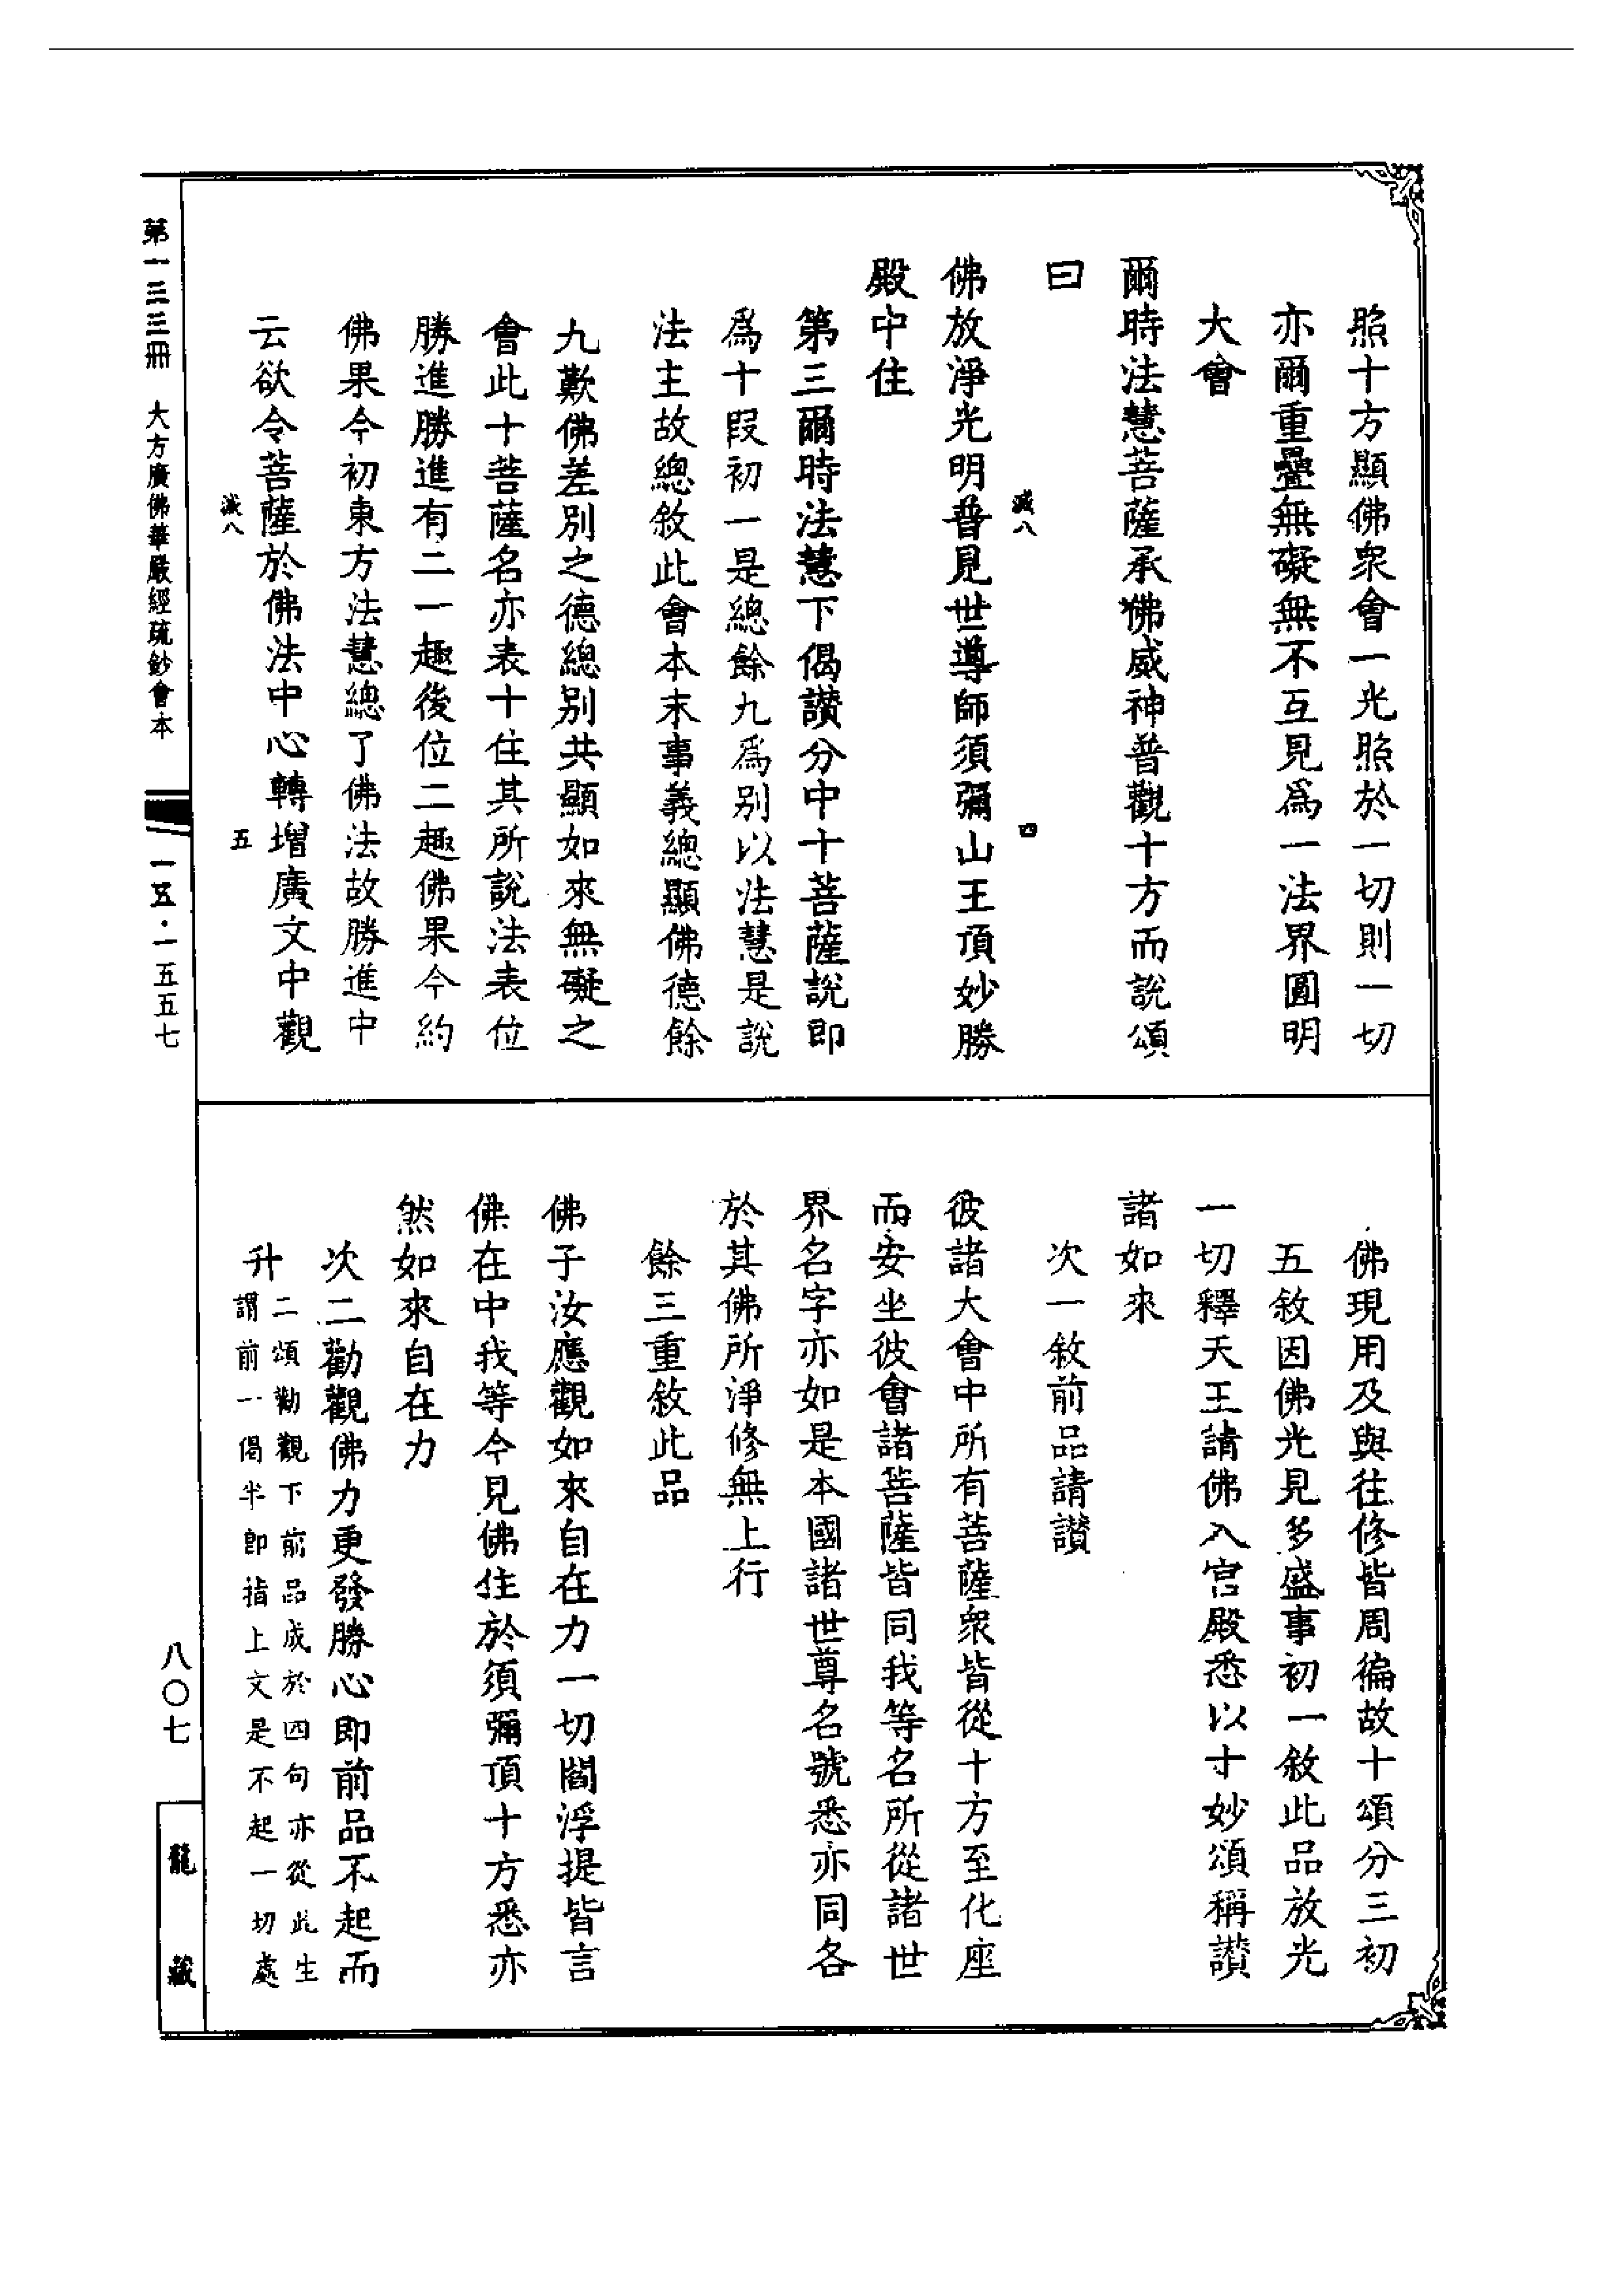 照十方顯佛衆會一光照於一切則一切
亦爾重疊無礙無不互見爲一法界圓明
大會
爾時法慧菩薩承佛威神普觀十方而說頌
曰
滅八 四
佛放淨光明普見世導師須彌山王頂妙勝
殿中住
第三爾時法慧下偈讚分中十菩薩說即
爲十段初一是總餘九爲別以法慧是說
法主故總敘此會本末事義總顯佛德餘
九歎佛差別之德總別共顯如來無礙之
會此十菩薩名亦表十住其所說法表位
勝進勝進有二一趣後位二趣佛果今約
佛果今初東方法慧總了佛法故勝進中
云欲令菩薩於佛法中心轉增廣文中觀
滅八 五
佛現用及與往修皆周徧故十頌分三初
五敘因佛光見多盛事初一敘此品放光
一切釋天王請佛入宮殿悉以十妙頌稱讚
諸如來
次一敘前品請讚
彼諸大會中所有菩薩衆皆從十方至化座
而安坐彼會諸菩薩皆同我等名所從諸世
界名字亦如是本國諸世尊名號悉亦同各
於其佛所淨修無上行
餘三重敘此品
佛子汝應觀如來自在力一切閻浮提皆言
佛在中我等今見佛住於須彌頂十方悉亦
然如來自在力
次二勸觀佛力更發勝心即前品不起而
升
二頌勸觀下前品成於四句亦從此生
謂前一偈半即指上文是不起一切處
第一三三冊 大方廣佛華嚴經疏鈔會本
一五·一五五七
八〇七
龍藏